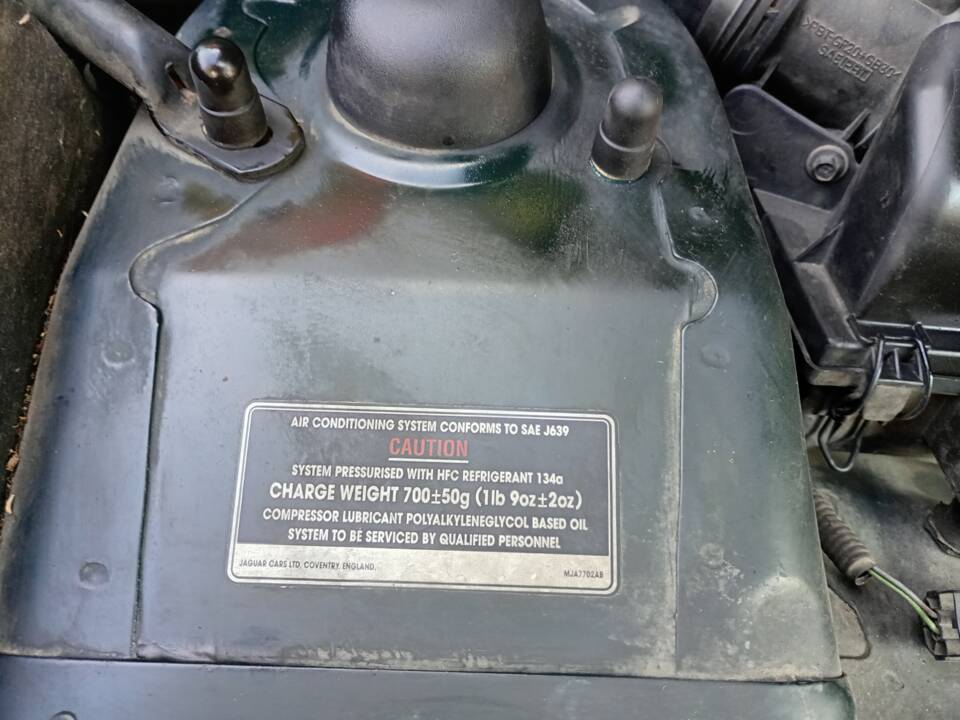 AIR CONDITIONING SYSTEM CONFORMS TO SAE J639
CAUTION
SYSTEM PRESSURISED WITH HFC REFRIGERANT 134a
CHARGE WEIGHT 700±50g (1lb 9oz±2oz)
COMPRESSOR LUBRICANT POLYALKYLENEGLYCOL BASED OIL
SYSTEM TO BE SERVICED BY QUALIFIED PERSONNEL
JAGUAR CARS LTD. COVENTRY. ENGLAND. MJA7702AB